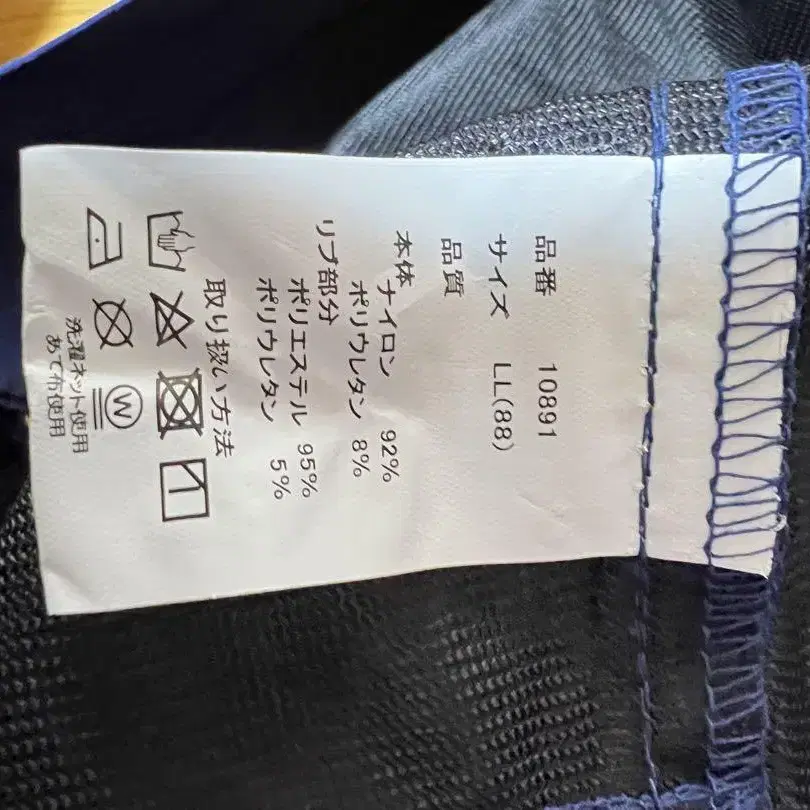 品番 10891
サイズ LL(88)
品質
本体
ナイロン 92%
ポリウレタン 8%
リブ部分
ポリエステル 95%
ポリウレタン 5%
取り扱い方法
W
洗濯ネット使用
あて布使用